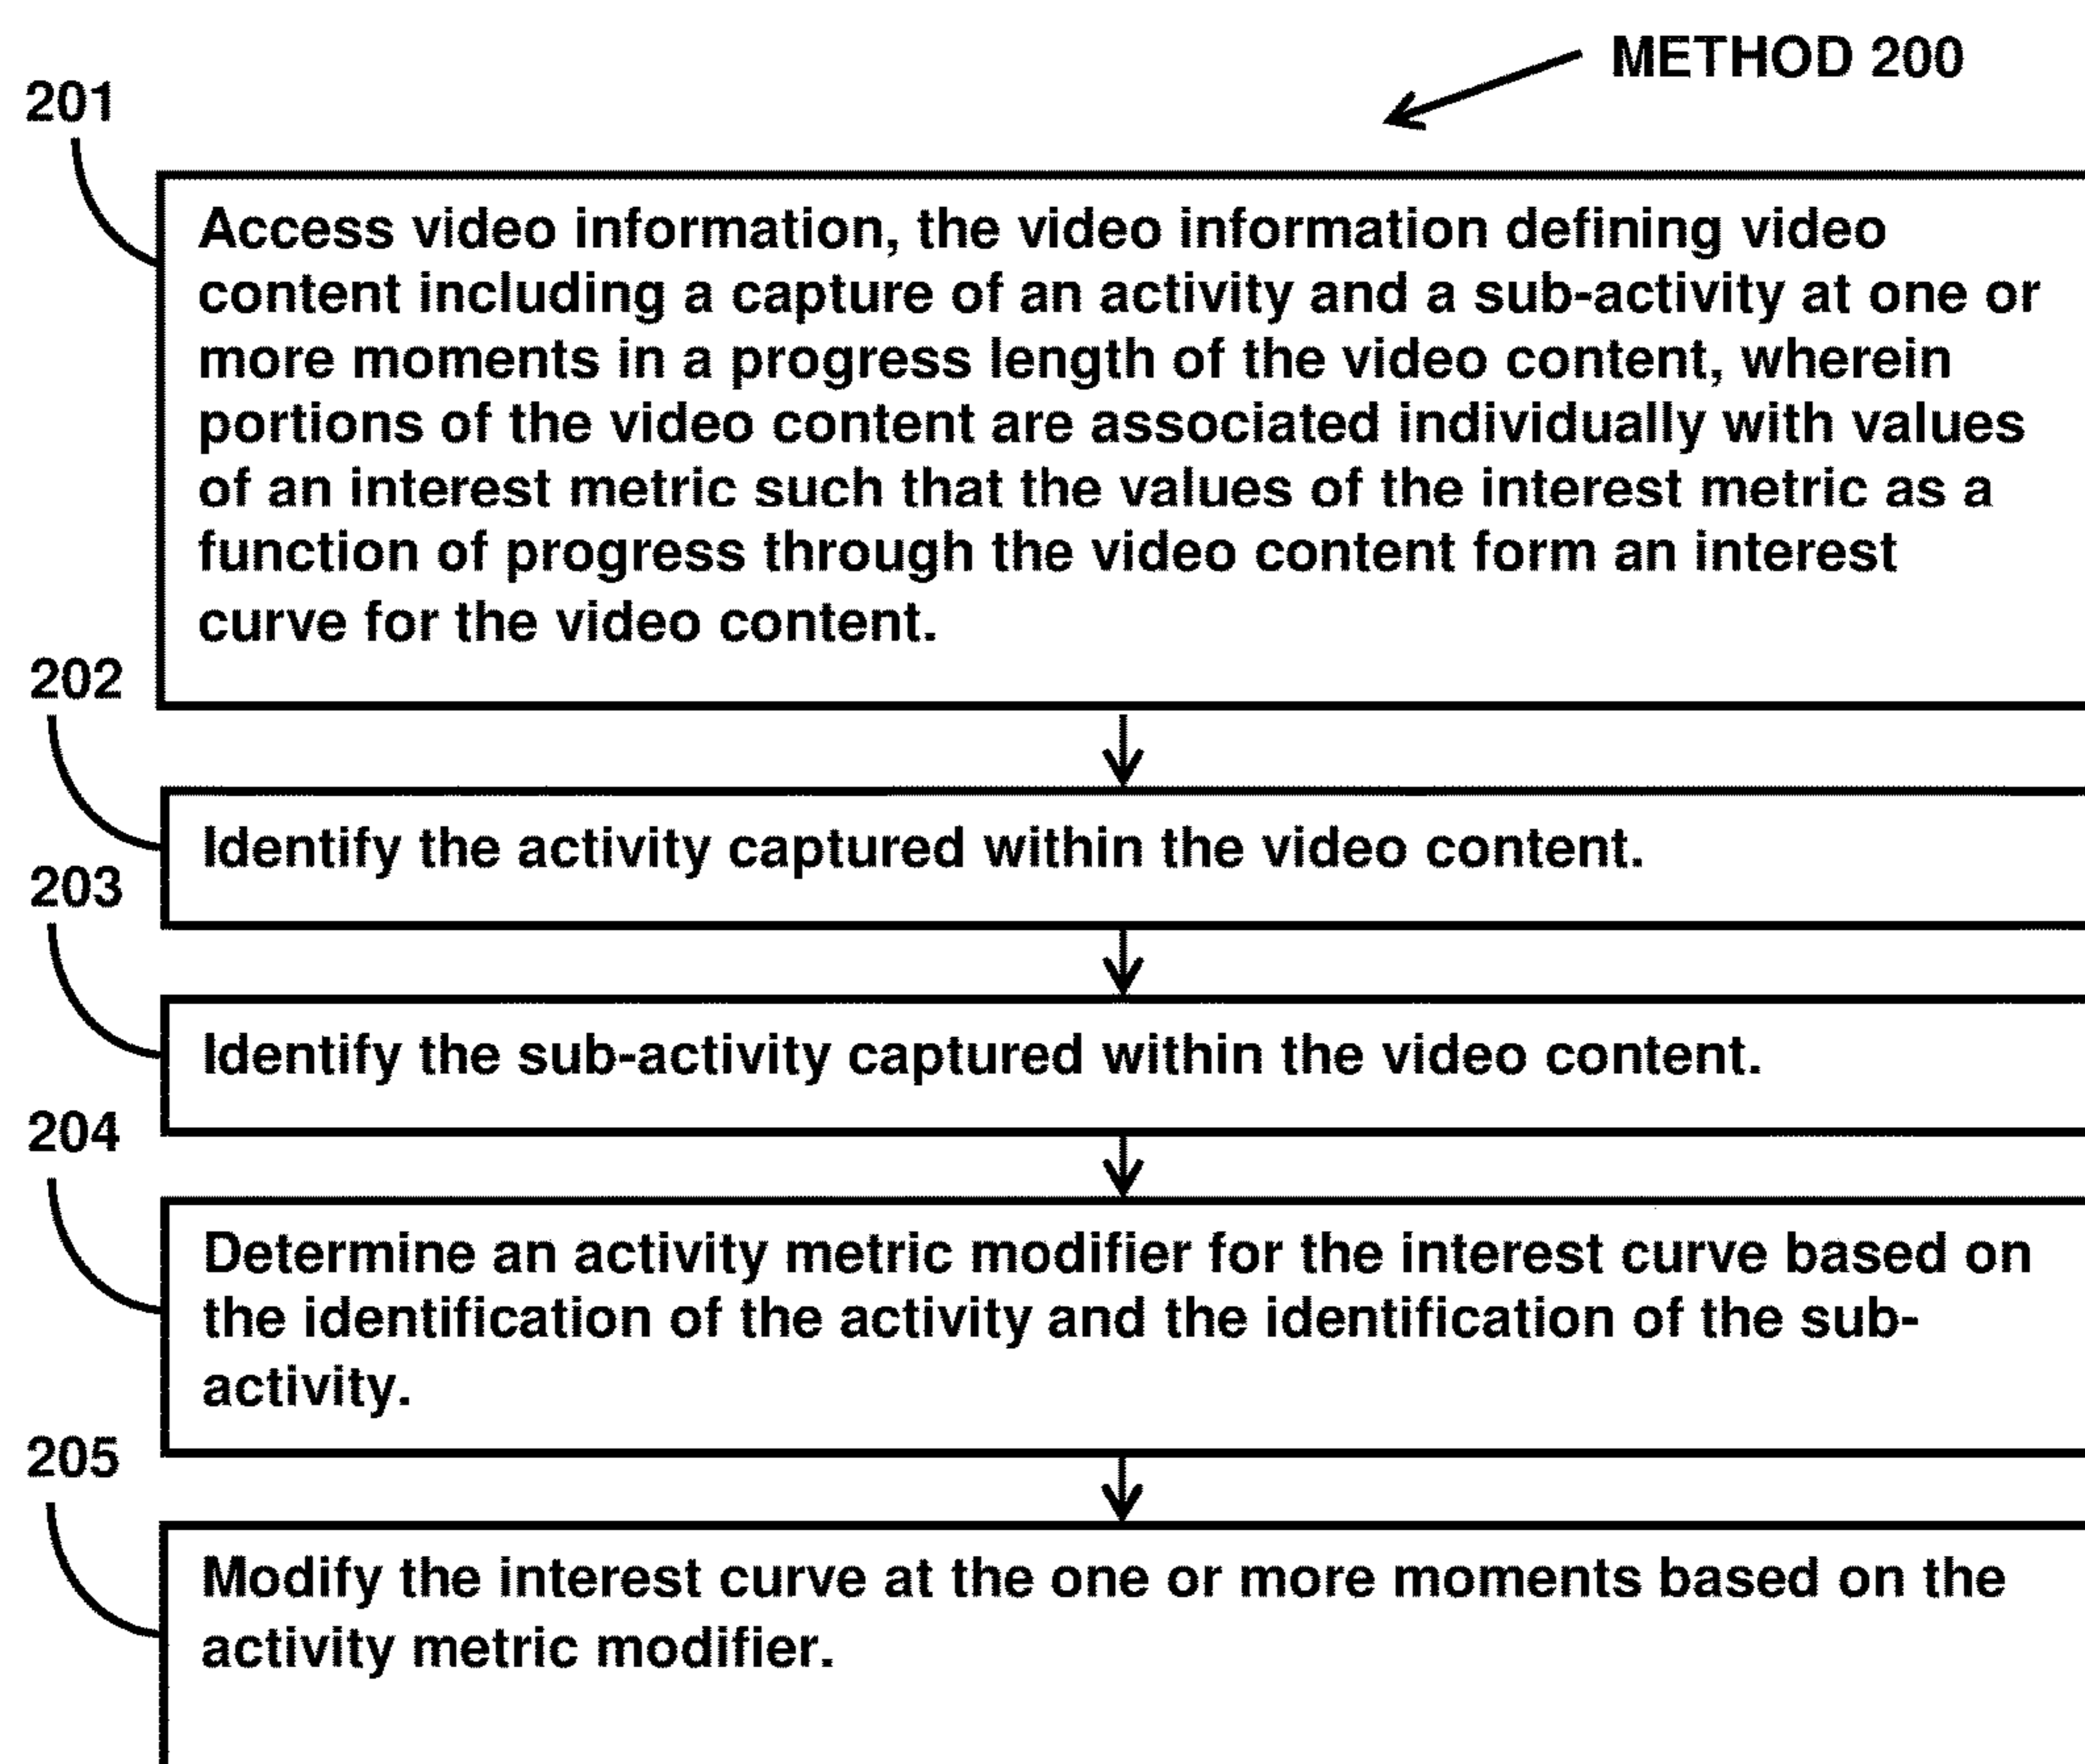 METHOD 200
201
Access video information, the video information defining video
content including a capture of an activity and a sub-activity at one or
more moments in a progress length of the video content, wherein
portions of the video content are associated individually with values
of an interest metric such that the values of the interest metric as a
function of progress through the video content form an interest
curve for the video content.
202
Identify the activity captured within the video content.
203
Identify the sub-activity captured within the video content.
204
Determine an activity metric modifier for the interest curve based on
the identification of the activity and the identification of the sub-
activity.
205
Modify the interest curve at the one or more moments based on the
activity metric modifier.